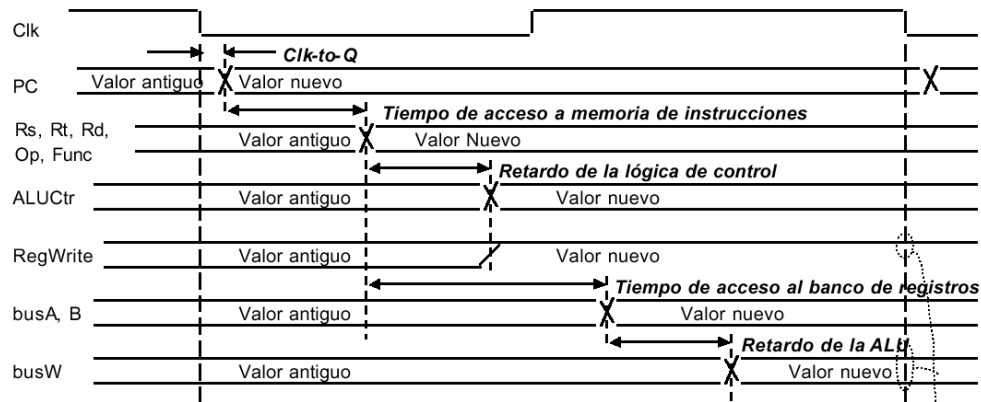 Clk
Clk-to-Q
PC Valor antiguo Valor nuevo
Tiempo de acceso a memoria de instrucciones
Rs, Rt, Rd,
Op, Func
Valor antiguo Valor Nuevo
Retardo de la lógica de control
ALUCtr Valor antiguo Valor nuevo
RegWrite Valor antiguo Valor nuevo
Tiempo de acceso al banco de registros
busA, B Valor antiguo Valor nuevo
Retardo de la ALU
busW Valor antiguo Valor nuevo